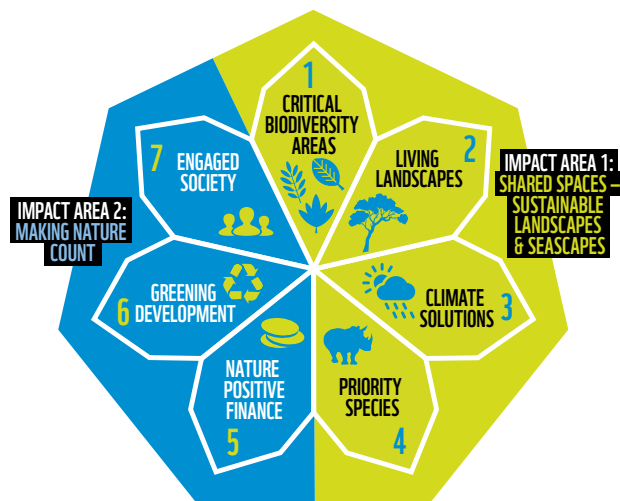 1
CRITICAL
BIODIVERSITY
AREAS
2
LIVING
LANDSCAPES
IMPACT AREA 1:
SHARED SPACES –
SUSTAINABLE
LANDSCAPES
& SEASCAPES
CLIMATE
SOLUTIONS
3
PRIORITY
SPECIES
4
NATURE
POSITIVE
FINANCE
5
GREENING
DEVELOPMENT
6
7
ENGAGED
SOCIETY
IMPACT AREA 2:
MAKING NATURE
COUNT